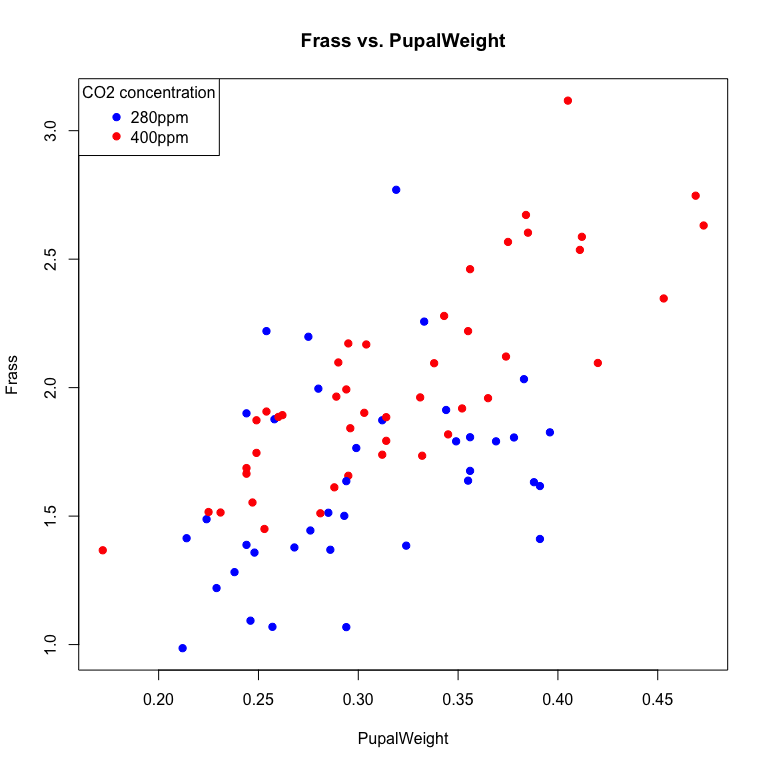 Frass vs. PupalWeight
CO2 concentration
280ppm
400ppm
3.0
2.5
2.0
1.5
1.0
Frass
0.20 0.25 0.30 0.35 0.40 0.45
PupalWeight